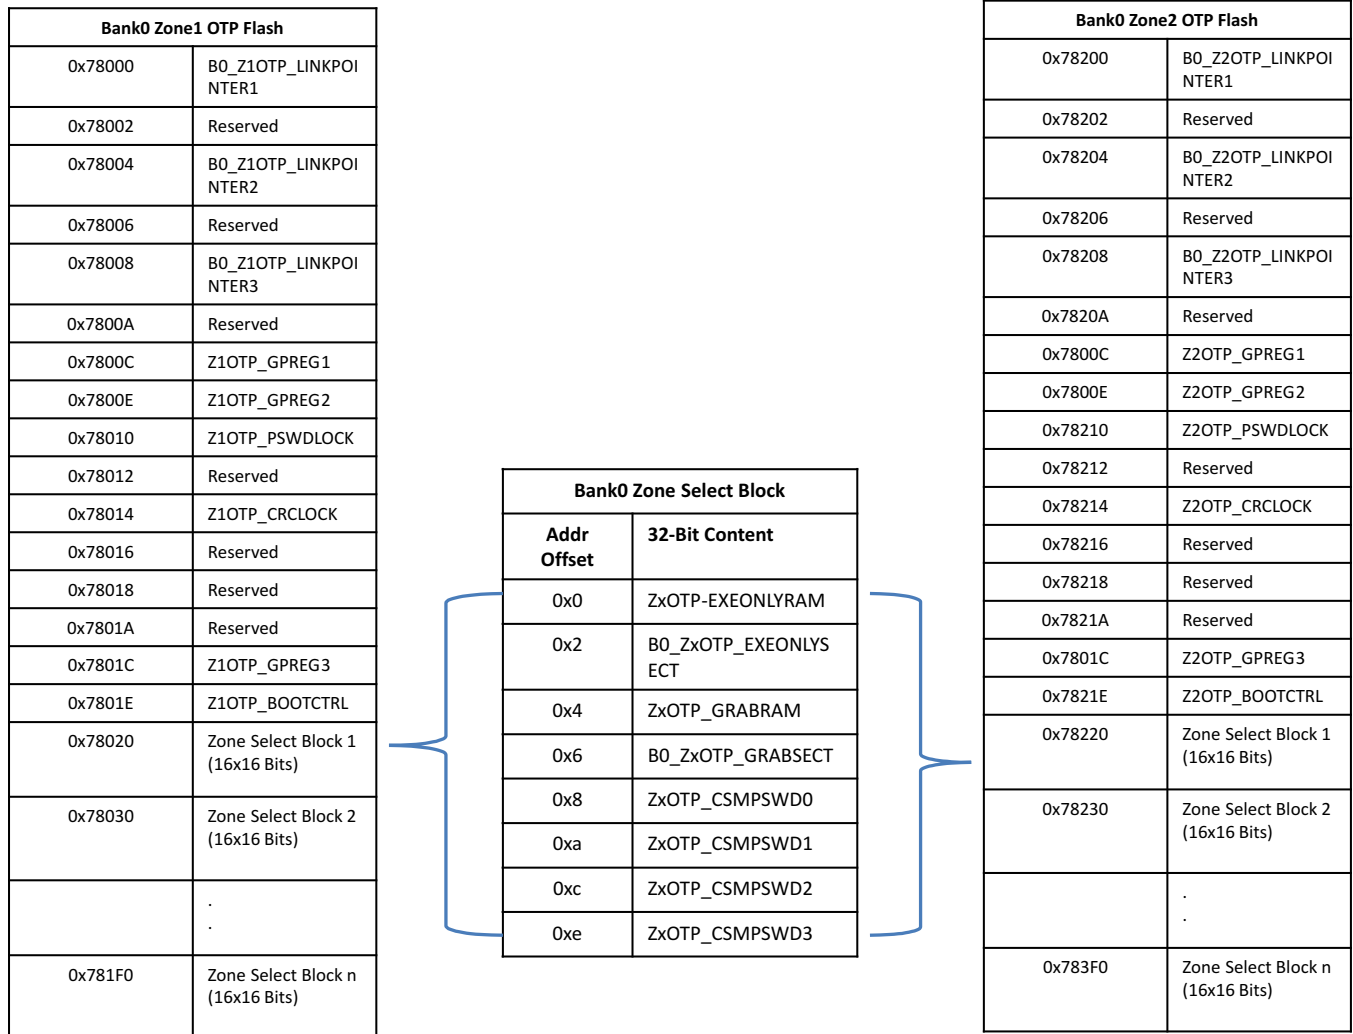 Bank0 Zone1 OTP Flash
0x78000 B0_Z1OTP_LINKPOI
NTER1
0x78002 Reserved
0x78004 B0_Z1OTP_LINKPOI
NTER2
0x78006 Reserved
0x78008 B0_Z1OTP_LINKPOI
NTER3
0x7800A Reserved
0x7800C Z1OTP_GPREG1
0x7800E Z1OTP_GPREG2
0x78010 Z1OTP_PSWDLOCK
0x78012 Reserved
0x78014 Z1OTP_CRCLOCK
0x78016 Reserved
0x78018 Reserved
0x7801A Reserved
0x7801C Z1OTP_GPREG3
0x7801E Z1OTP_BOOTCTRL
0x78020 Zone Select Block 1
(16x16 Bits)
0x78030 Zone Select Block 2
(16x16 Bits)
.
.
0x781F0 Zone Select Block n
(16x16 Bits)
Bank0 Zone Select Block
Addr 32-Bit Content
Offset
0x0 ZxOTP-EXEONLYRAM
0x2 B0_ZxOTP_EXEONLYS
ECT
0x4 ZxOTP_GRABRAM
0x6 B0_ZxOTP_GRABSECT
0x8 ZxOTP_CSMPSWD0
0xa ZxOTP_CSMPSWD1
0xc ZxOTP_CSMPSWD2
0xe ZxOTP_CSMPSWD3
Bank0 Zone2 OTP Flash
0x78200 B0_Z2OTP_LINKPOI
NTER1
0x78202 Reserved
0x78204 B0_Z2OTP_LINKPOI
NTER2
0x78206 Reserved
0x78208 B0_Z2OTP_LINKPOI
NTER3
0x7820A Reserved
0x7800C Z2OTP_GPREG1
0x7800E Z2OTP_GPREG2
0x78210 Z2OTP_PSWDLOCK
0x78212 Reserved
0x78214 Z2OTP_CRCLOCK
0x78216 Reserved
0x78218 Reserved
0x7821A Reserved
0x7801C Z2OTP_GPREG3
0x7821E Z2OTP_BOOTCTRL
0x78220 Zone Select Block 1
(16x16 Bits)
0x78230 Zone Select Block 2
(16x16 Bits)
.
.
0x783F0 Zone Select Block n
(16x16 Bits)